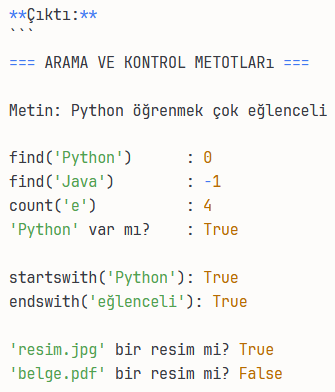 **Çıktı:**
```
=== ARAMA VE KONTROL METOTLARı ===
Metin: Python öğrenmek çok eğlenceli
find('Python')      : 0
find('Java')        : -1
count('e')          : 4
'Python' var mı?    : True
startswith('Python'): True
endswith('eğlenceli'): True
'resim.jpg' bir resim mi? True
'belge.pdf' bir resim mi? False